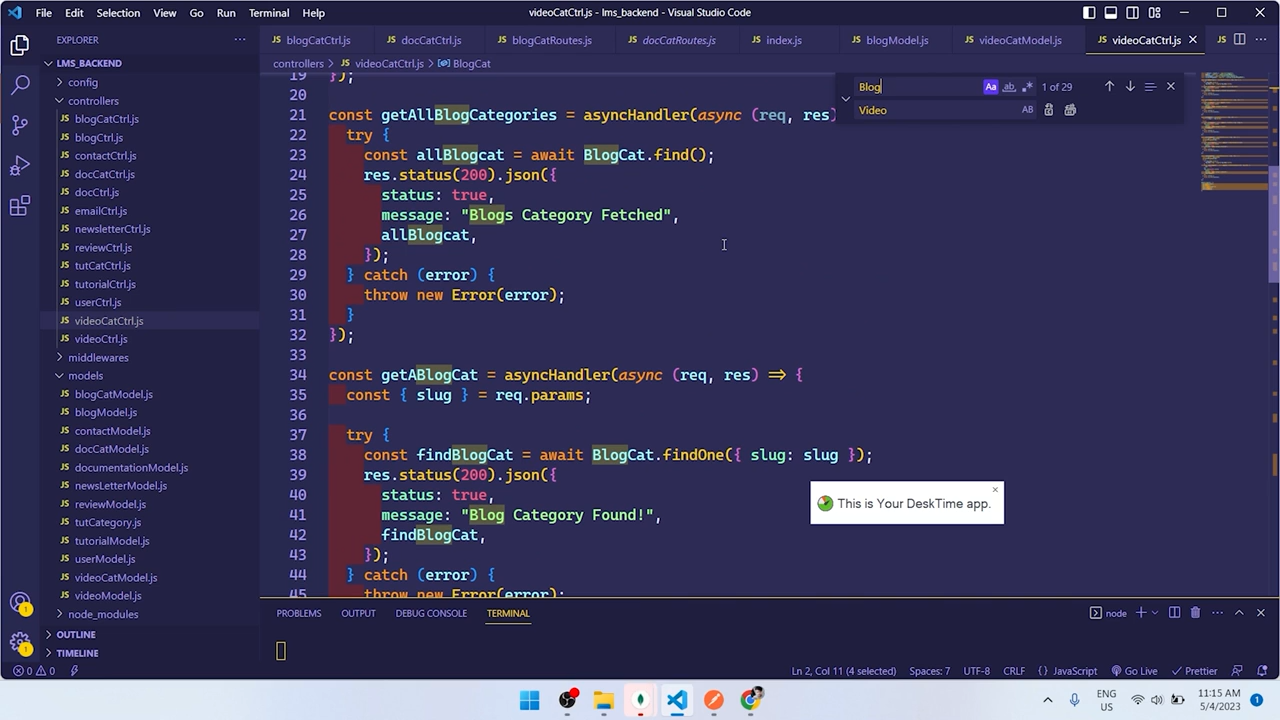 File Edit Selection View Go Run Terminal Help
videoCatCtrl.js - lms_backend - Visual Studio Code
EXPLORER
blogCatCtrl.js docCatCtrl.js blogCatRoutes.js docCatRoutes.js index.js blogModel.js videoCatModel.js videoCatCtrl.js
controllers > videoCatCtrl.js > BlogCat
LMS_BACKEND
config
controllers
blogCatCtrl.js
blogCtrl.js
contactCtrl.js
docCatCtrl.js
docCtrl.js
emailCtrl.js
newsletterCtrl.js
reviewCtrl.js
tutCatCtrl.js
tutorialCtrl.js
userCtrl.js
videoCatCtrl.js
videoCtrl.js
middlewares
models
blogCatModel.js
blogModel.js
contactModel.js
docCatModel.js
documentationModel.js
newsLetterModel.js
reviewModel.js
tutCategory.js
tutorialModel.js
userModel.js
videoCatModel.js
videoModel.js
node_modules
OUTLINE
TIMELINE
Blog Aa ab .* 1 of 29
Video AB
19 });
20
21 const getAllBlogCategories = asyncHandler(async (req, res)
22 try {
23 const allBlogcat = await BlogCat.find();
24 res.status(200).json({
25 status: true,
26 message: "Blogs Category Fetched",
27 allBlogcat,
28 });
29 } catch (error) {
30 throw new Error(error);
31 }
32 });
33
34 const getABlogCat = asyncHandler(async (req, res) => {
35 const { slug } = req.params;
36
37 try {
38 const findBlogCat = await BlogCat.findOne({ slug: slug });
39 res.status(200).json({
40 status: true,
41 message: "Blog Category Found!",
42 findBlogCat,
43 });
44 } catch (error) {
45 throw new Error(error);
This is Your DeskTime app.
PROBLEMS OUTPUT DEBUG CONSOLE TERMINAL
node
0 0 Ln 2, Col 11 (4 selected) Spaces: 7 UTF-8 CRLF {} JavaScript Go Live Prettier
ENG
US
11:15 AM
5/4/2023